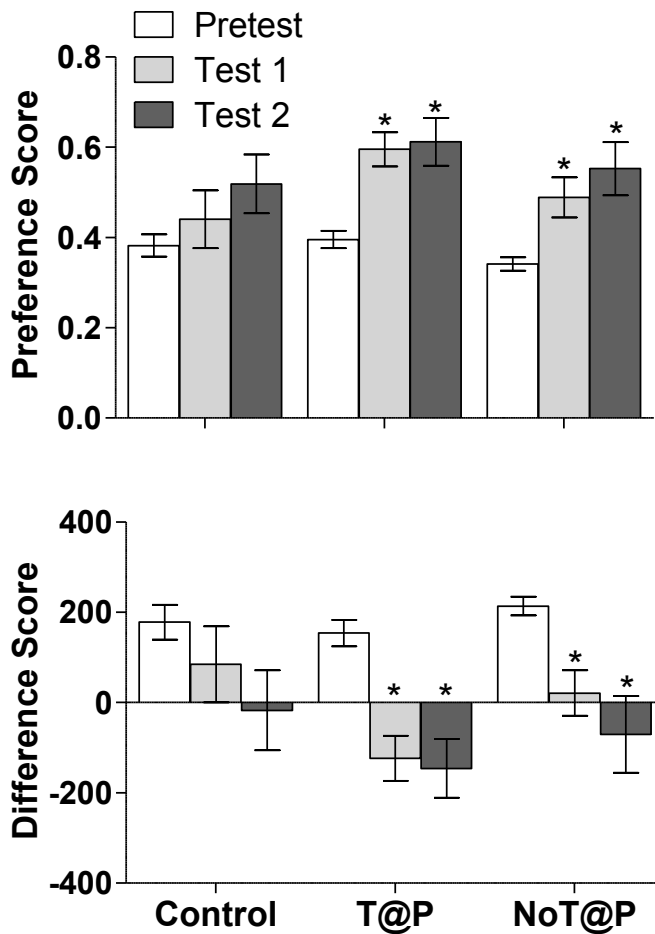 Pretest
Test 1
Test 2
Preference Score
0.8
0.6
0.4
0.2
0.0
* * * *
Difference Score
400
200
0
-200
-400
* * * *
Control T@P NoT@P